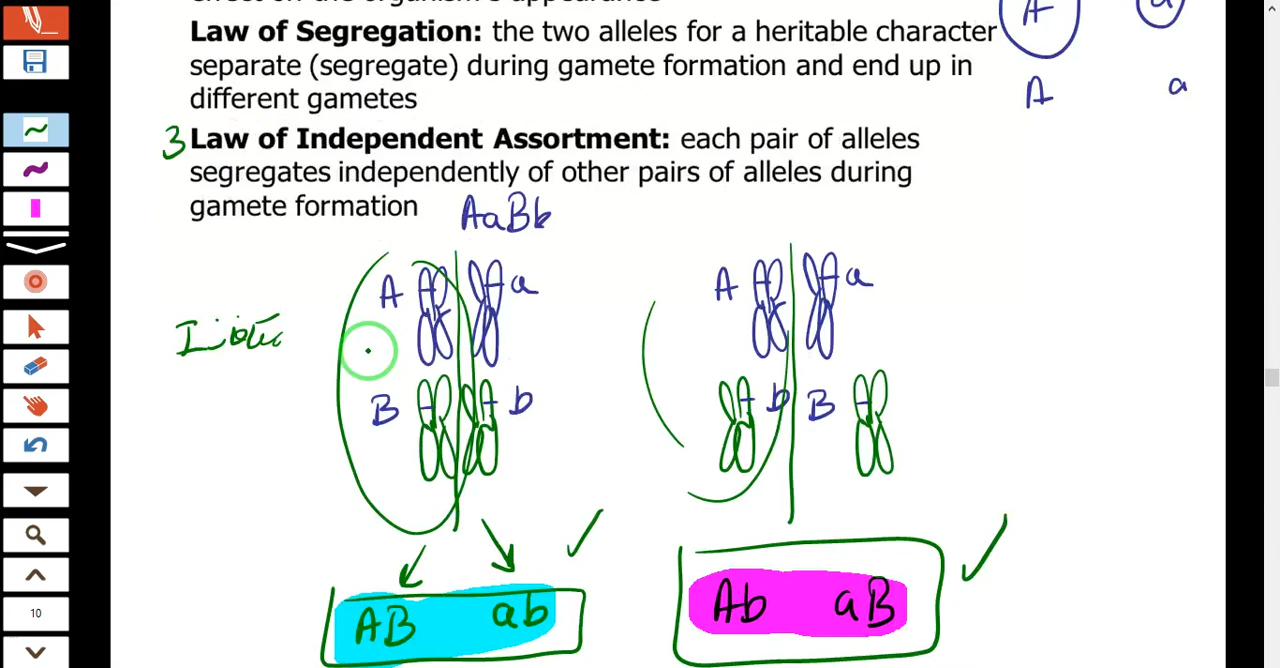 Law of Segregation: the two alleles for a heritable character
separate (segregate) during gamete formation and end up in
different gametes
A a
3 Law of Independent Assortment: each pair of alleles
segregates independently of other pairs of alleles during
gamete formation AaBb
A a A a
B b b B
AB ab Ab aB
10